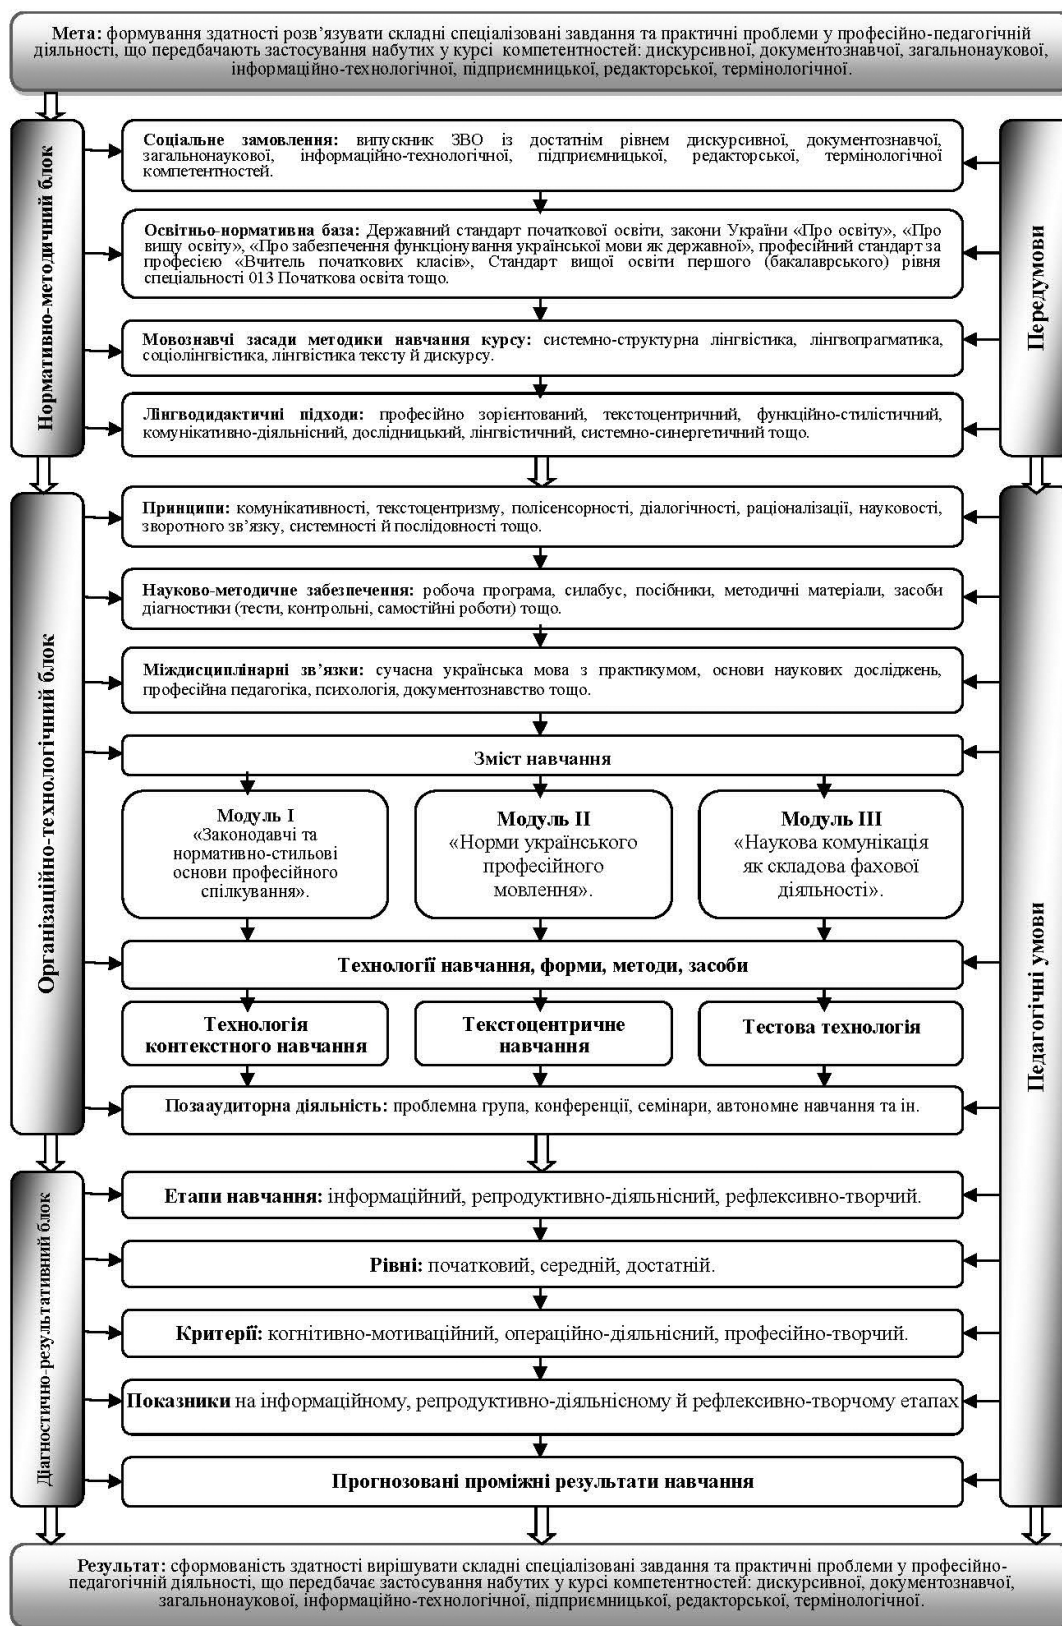 Мета: формування здатності розв’язувати складні спеціалізовані завдання та практичні проблеми у професійно-педагогічній
діяльності, що передбачають застосування набутих у курсі компетентностей: дискурсивної, документознавчої, загальнонаукової,
інформаційно-технологічної, підприємницької, редакторської, термінологічної.
Нормативно-методичний блок
Соціальне замовлення: випускник ЗВО із достатнім рівнем дискурсивної, документознавчої,
загальнонаукової, інформаційно-технологічної, підприємницької, редакторської, термінологічної
компетентностей.
Освітньо-нормативна база: Державний стандарт початкової освіти, закони України «Про освіту», «Про
вищу освіту», «Про забезпечення функціонування української мови як державної», професійний стандарт за
професією «Вчитель початкових класів», Стандарт вищої освіти першого (бакалаврського) рівня
спеціальності 013 Початкова освіта тощо.
Мовознавчі засади методики навчання курсу: системно-структурна лінгвістика, лінгвопрагматика,
соціолінгвістика, лінгвістика тексту й дискурсу.
Лінгводидактичні підходи: професійно зорієнтований, текстоцентричний, функційно-стилістичний,
комунікативно-діяльнісний, дослідницький, лінгвістичний, системно-синергетичний тощо.
Передумови
Організаційно-технологічний блок
Принципи: комунікативності, текстоцентризму, полісенсорності, діалогічності, раціоналізації, науковості,
зворотного зв’язку, системності й послідовності тощо.
Науково-методичне забезпечення: робоча програма, силабус, посібники, методичні матеріали, засоби
діагностики (тести, контрольні, самостійні роботи) тощо.
Міждисциплінарні зв’язки: сучасна українська мова з практикумом, основи наукових досліджень,
професійна педагогіка, психологія, документознавство тощо.
Зміст навчання
Модуль І
«Законодавчі та
нормативно-стильові
основи професійного
спілкування».
Модуль ІІ
«Норми українського
професійного
мовлення».
Модуль ІІІ
«Наукова комунікація
як складова фахової
діяльності».
Технології навчання, форми, методи, засоби
Технологія
контекстного навчання
Текстоцентричне
навчання
Тестова технологія
Позааудиторна діяльність: проблемна група, конференції, семінари, автономне навчання та ін.
Педагогічні умови
Діагностично-результативний блок
Етапи навчання: інформаційний, репродуктивно-діяльнісний, рефлексивно-творчий.
Рівні: початковий, середній, достатній.
Критерії: когнітивно-мотиваційний, операційно-діяльнісний, професійно-творчий.
Показники на інформаційному, репродуктивно-діяльнісному й рефлексивно-творчому етапах
Прогнозовані проміжні результати навчання
Результат: сформованість здатності вирішувати складні спеціалізовані завдання та практичні проблеми у професійно-
педагогічній діяльності, що передбачає застосування набутих у курсі компетентностей: дискурсивної, документознавчої,
загальнонаукової, інформаційно-технологічної, підприємницької, редакторської, термінологічної.